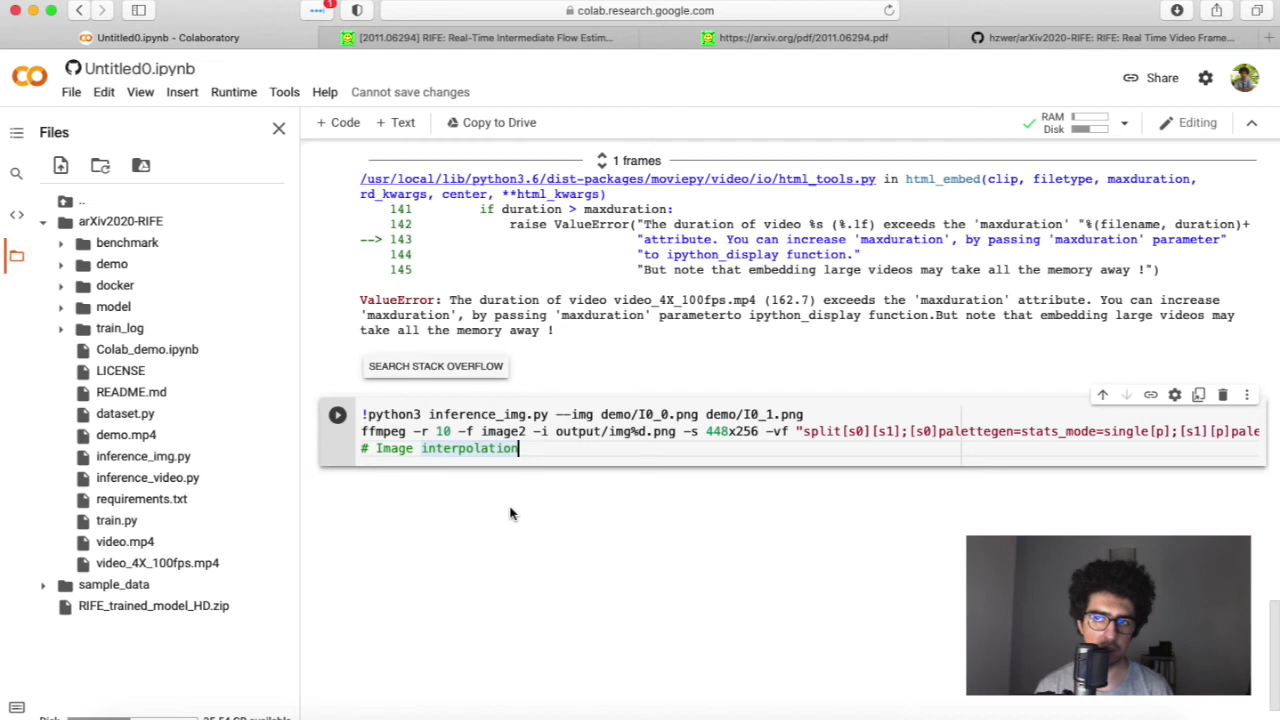 1
colab.research.google.com
Untitled0.ipynb - Colaboratory
[2011.06294] RIFE: Real-Time Intermediate Flow Estim...
https://arxiv.org/pdf/2011.06294.pdf
hzwer/arXiv2020-RIFE: RIFE: Real Time Video Frame...
Untitled0.ipynb
Share
File Edit View Insert Runtime Tools Help Cannot save changes
Files
+ Code + Text Copy to Drive
RAM
Disk
Editing
..
arXiv2020-RIFE
benchmark
demo
docker
model
train_log
Colab_demo.ipynb
LICENSE
README.md
dataset.py
demo.mp4
inference_img.py
inference_video.py
requirements.txt
train.py
video.mp4
video_4X_100fps.mp4
sample_data
RIFE_trained_model_HD.zip
1 frames
/usr/local/lib/python3.6/dist-packages/moviepy/video/io/html_tools.py in html_embed(clip, filetype, maxduration,
rd_kwargs, center, **html_kwargs)
141 if duration > maxduration:
142 raise ValueError("The duration of video %s (%.lf) exceeds the 'maxduration' "%(filename, duration)+
--> 143 "attribute. You can increase 'maxduration', by passing 'maxduration' parameter"
144 "to ipython_display function."
145 "But note that embedding large videos may take all the memory away !")
ValueError: The duration of video video_4X_100fps.mp4 (162.7) exceeds the 'maxduration' attribute. You can increase
'maxduration', by passing 'maxduration' parameterto ipython_display function.But note that embedding large videos may
take all the memory away !
SEARCH STACK OVERFLOW
!python3 inference_img.py --img demo/I0_0.png demo/I0_1.png
ffmpeg -r 10 -f image2 -i output/img%d.png -s 448x256 -vf "split[s0][s1];[s0]palettegen=stats_mode=single[p];[s1][p]pale
# Image interpolation